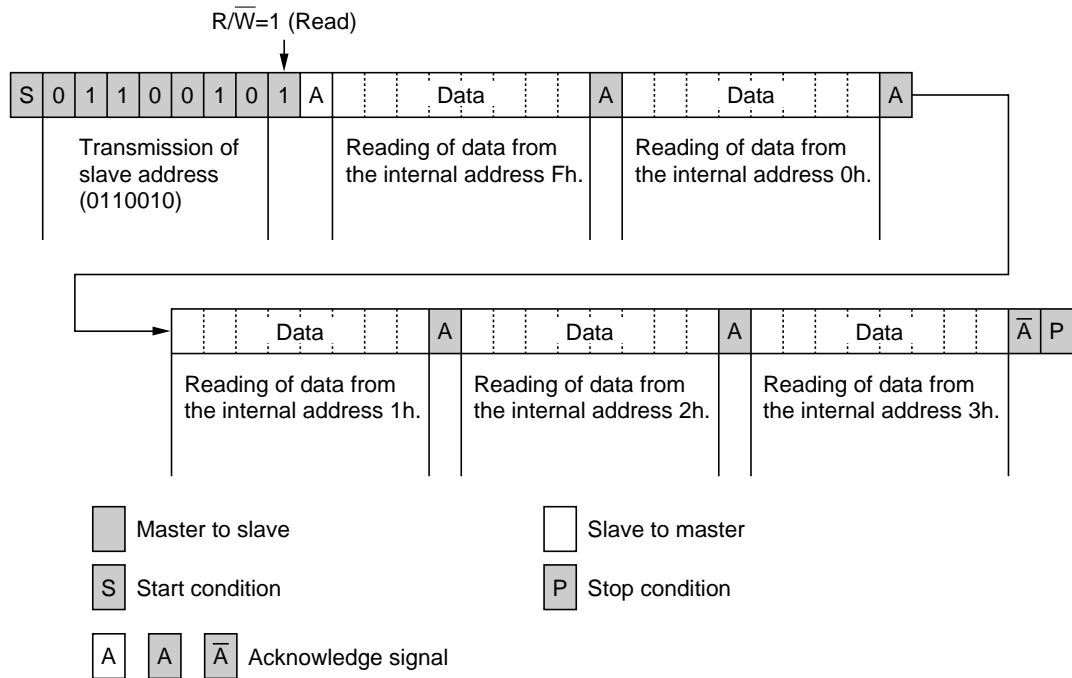 R/W̅=1 (Read)
S 0 1 1 0 0 1 0 1 A Data A Data A
Transmission of
slave address
(0110010)
Reading of data from
the internal address Fh.
Reading of data from
the internal address 0h.
Data A Data A Data A̅ P
Reading of data from
the internal address 1h.
Reading of data from
the internal address 2h.
Reading of data from
the internal address 3h.
Master to slave
Slave to master
S Start condition
P Stop condition
A A A̅ Acknowledge signal